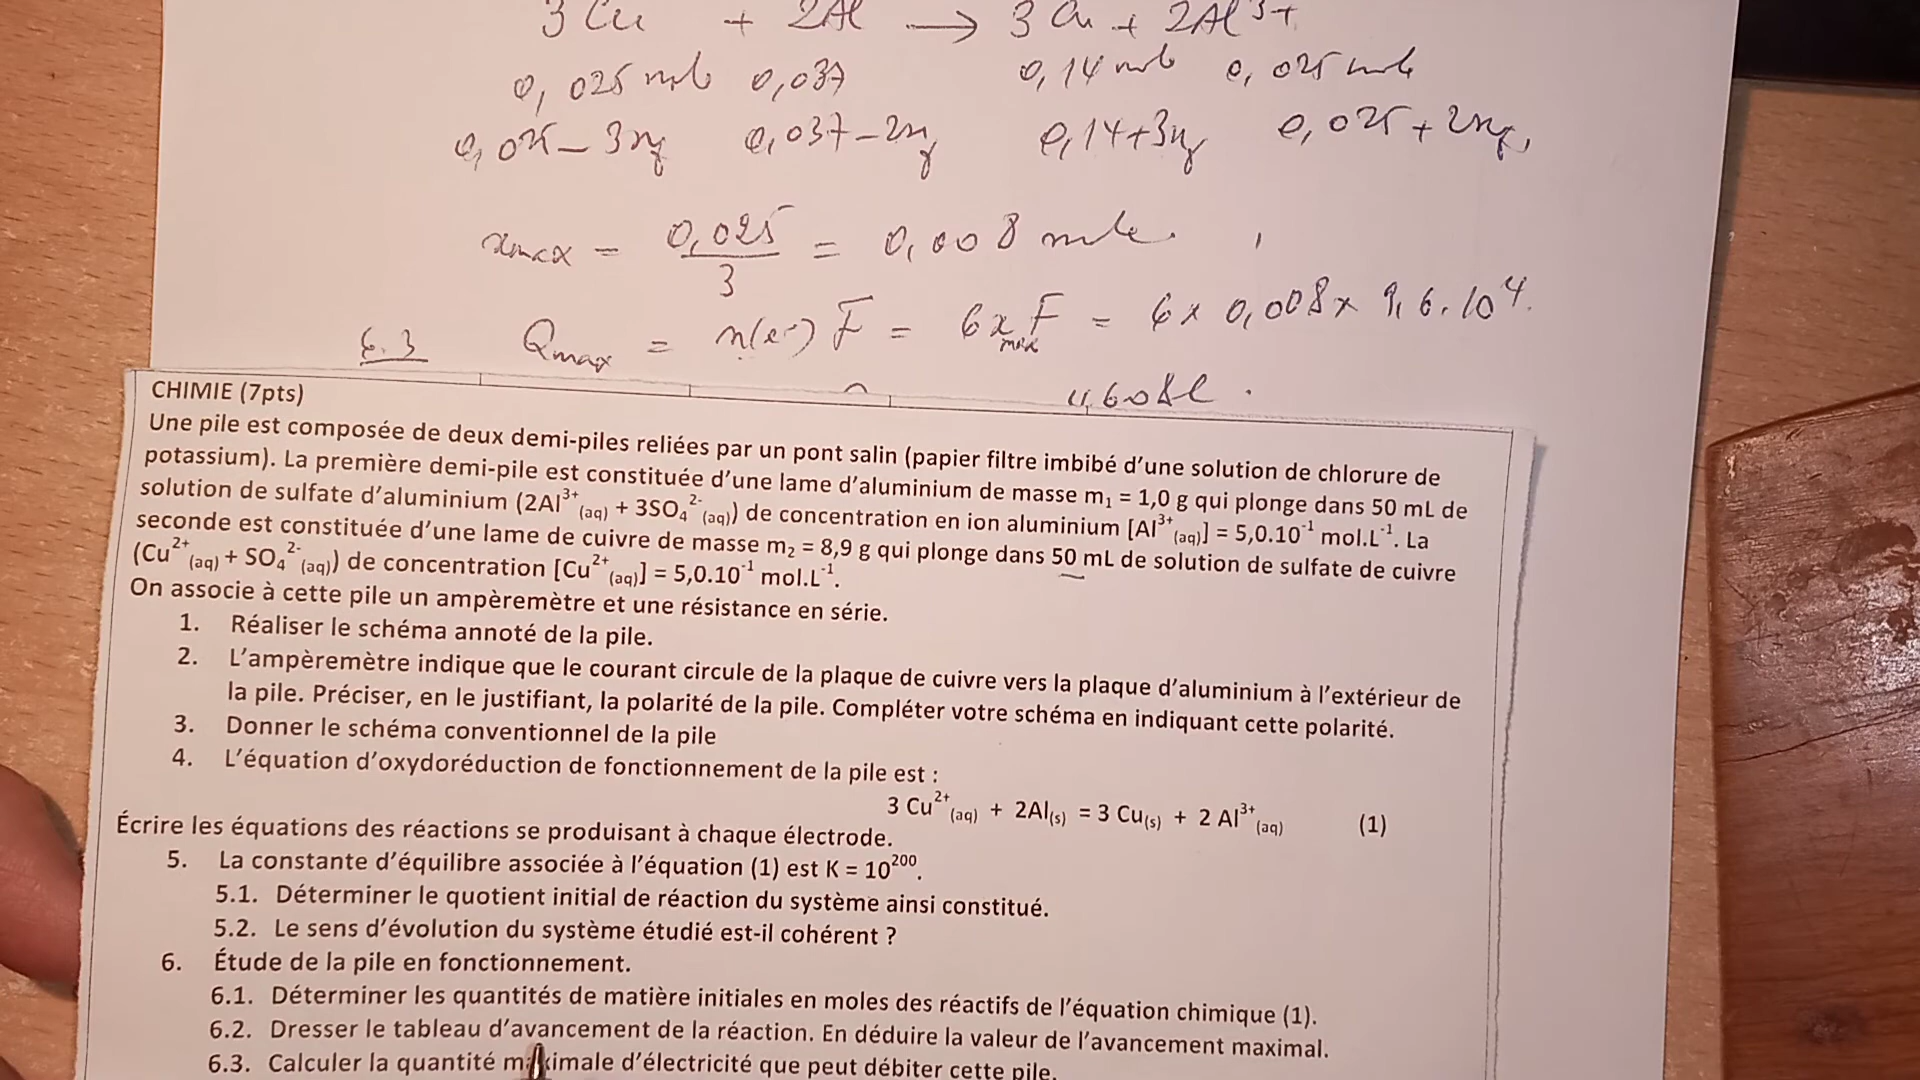 3 Cu + 2Al → 3 Cu + 2Al³⁺
0,025 mole 0,037 0,14 mole 0,025 mole
0,025 - 3xf 0,037 - 2xf 0,14 + 3xf 0,025 + 2xf
xmax = 0,025 / 3 = 0,008 mole.
6.3 Qmax = n(e-) F = 6 xmax F = 6 x 0,008 x 9,6.10⁴.
4608C.
CHIMIE (7pts)
Une pile est composée de deux demi-piles reliées par un pont salin (papier filtre imbibé d'une solution de chlorure de
potassium). La première demi-pile est constituée d'une lame d'aluminium de masse m₁ = 1,0 g qui plonge dans 50 mL de
solution de sulfate d'aluminium (2Al³⁺(aq) + 3SO₄²⁻(aq)) de concentration en ion aluminium [Al³⁺(aq)] = 5,0.10⁻¹ mol.L⁻¹. La
seconde est constituée d'une lame de cuivre de masse m₂ = 8,9 g qui plonge dans 50 mL de solution de sulfate de cuivre
(Cu²⁺(aq) + SO₄²⁻(aq)) de concentration [Cu²⁺(aq)] = 5,0.10⁻¹ mol.L⁻¹.
On associe à cette pile un ampèremètre et une résistance en série.
1. Réaliser le schéma annoté de la pile.
2. L'ampèremètre indique que le courant circule de la plaque de cuivre vers la plaque d'aluminium à l'extérieur de
la pile. Préciser, en le justifiant, la polarité de la pile. Compléter votre schéma en indiquant cette polarité.
3. Donner le schéma conventionnel de la pile
4. L'équation d'oxydoréduction de fonctionnement de la pile est :
3 Cu²⁺(aq) + 2Al(s) = 3 Cu(s) + 2 Al³⁺(aq) (1)
Écrire les équations des réactions se produisant à chaque électrode.
5. La constante d'équilibre associée à l'équation (1) est K = 10²⁰⁰.
5.1. Déterminer le quotient initial de réaction du système ainsi constitué.
5.2. Le sens d'évolution du système étudié est-il cohérent ?
6. Étude de la pile en fonctionnement.
6.1. Déterminer les quantités de matière initiales en moles des réactifs de l'équation chimique (1).
6.2. Dresser le tableau d'avancement de la réaction. En déduire la valeur de l'avancement maximal.
6.3. Calculer la quantité maximale d'électricité que peut débiter cette pile.